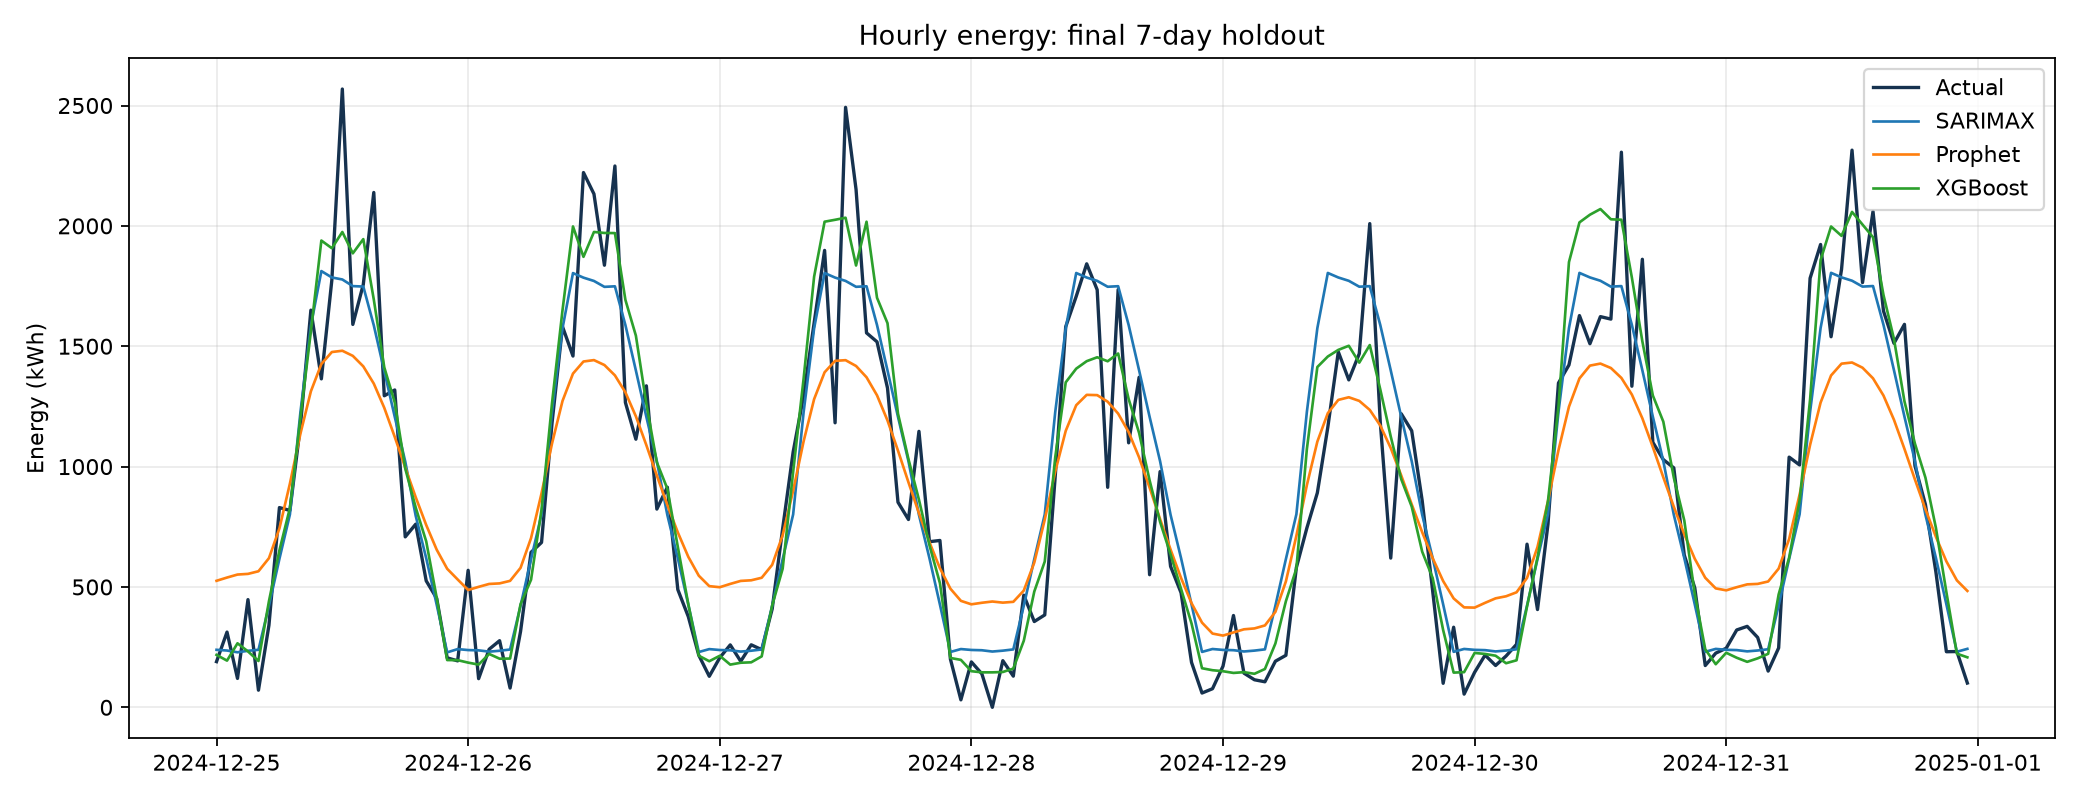 Hourly energy: final 7-day holdout
Energy (kWh)
2500
2000
1500
1000
500
0
2024-12-25
2024-12-26
2024-12-27
2024-12-28
2024-12-29
2024-12-30
2024-12-31
2025-01-01
Actual
SARIMAX
Prophet
XGBoost